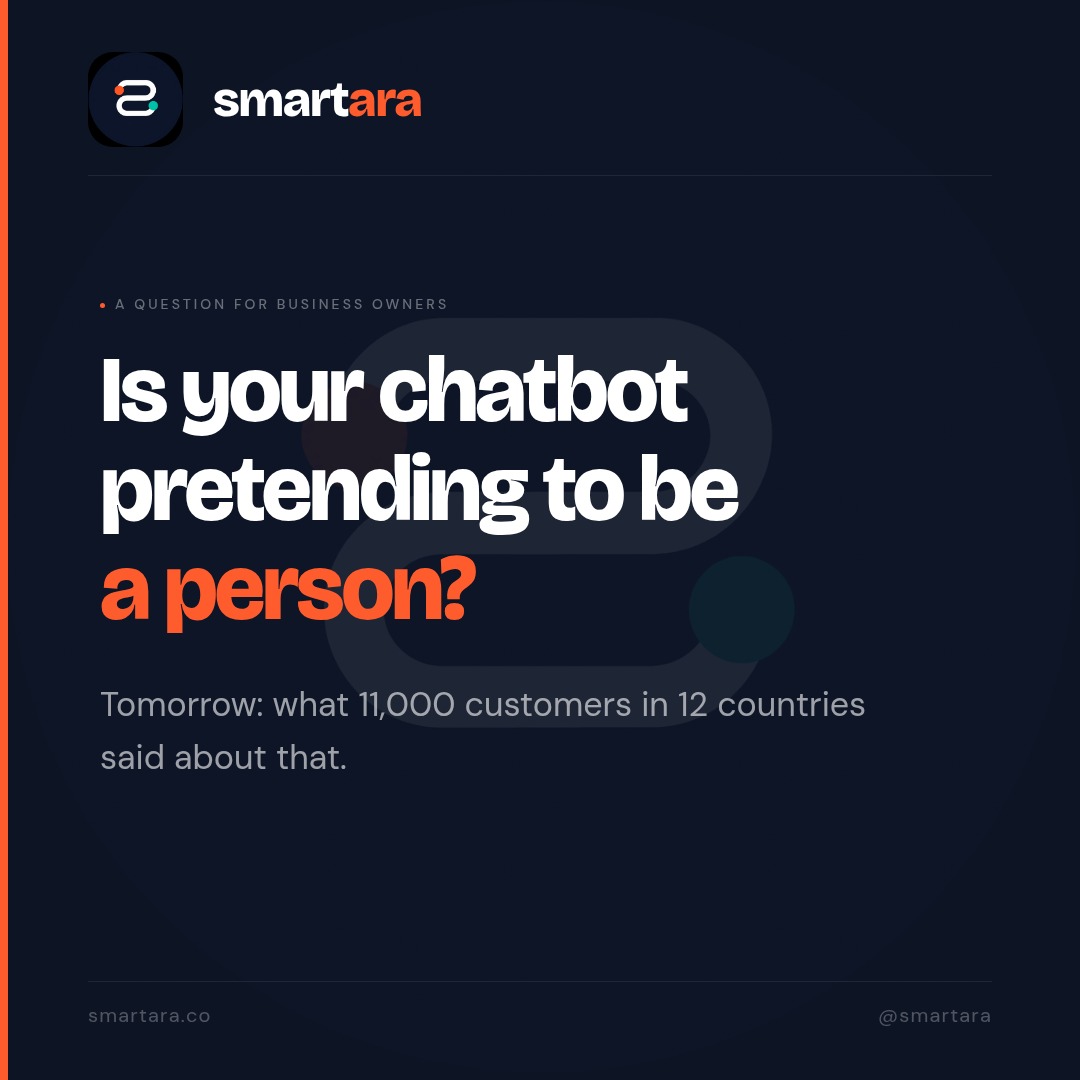 smartara
A QUESTION FOR BUSINESS OWNERS
Is your chatbot
pretending to be
a person?
Tomorrow: what 11,000 customers in 12 countries
said about that.
smartara.co
@smartara